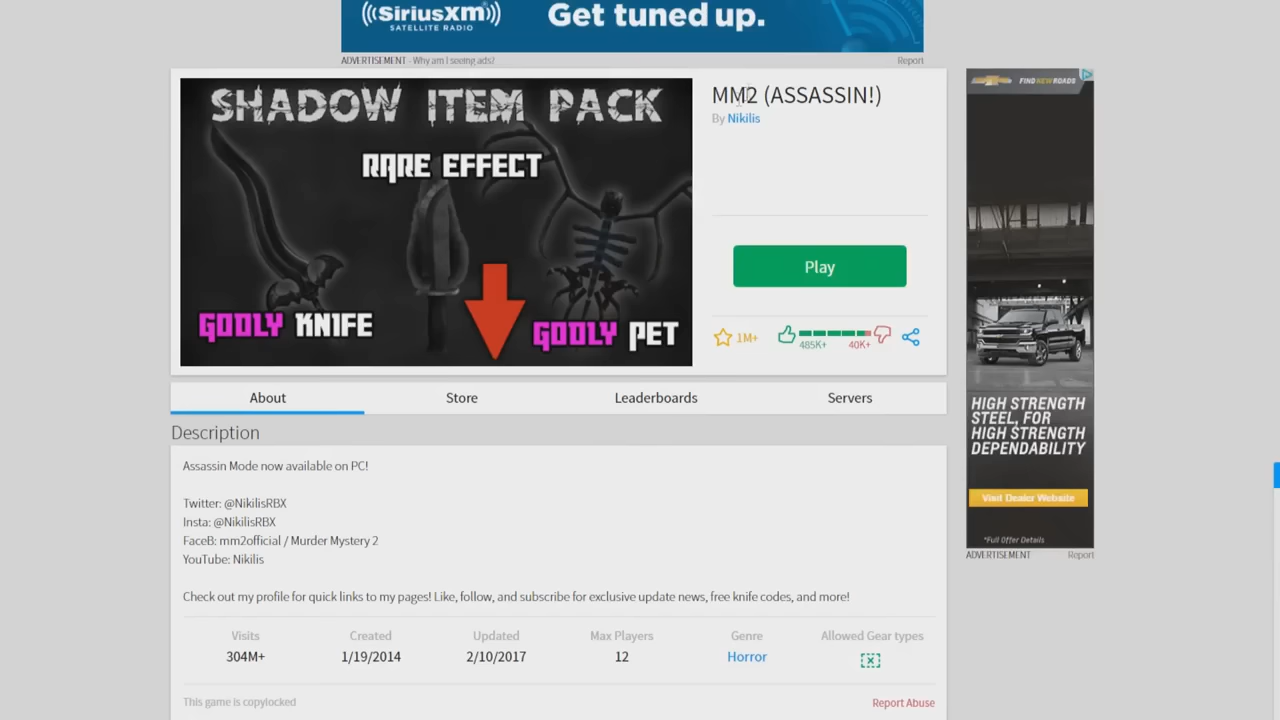 ((SiriusXM))
SATELLITE RADIO
Get tuned up.
ADVERTISEMENT - Why am I seeing ads?
Report
SHADOW ITEM PACK
RARE EFFECT
GODLY KNIFE
GODLY PET
MM2 (ASSASSIN!)
By Nikilis
Play
1M+
485K+
40K+
FIND NEW ROADS
HIGH STRENGTH
STEEL, FOR
HIGH STRENGTH
DEPENDABILITY
Visit Dealer Website
*Full Offer Details
ADVERTISEMENT
Report
About
Store
Leaderboards
Servers
Description
Assassin Mode now available on PC!
Twitter: @NikilisRBX
Insta: @NikilisRBX
FaceB: mm2official / Murder Mystery 2
YouTube: Nikilis
Check out my profile for quick links to my pages! Like, follow, and subscribe for exclusive update news, free knife codes, and more!
Visits
Created
Updated
Max Players
Genre
Allowed Gear types
304M+
1/19/2014
2/10/2017
12
Horror
This game is copylocked
Report Abuse